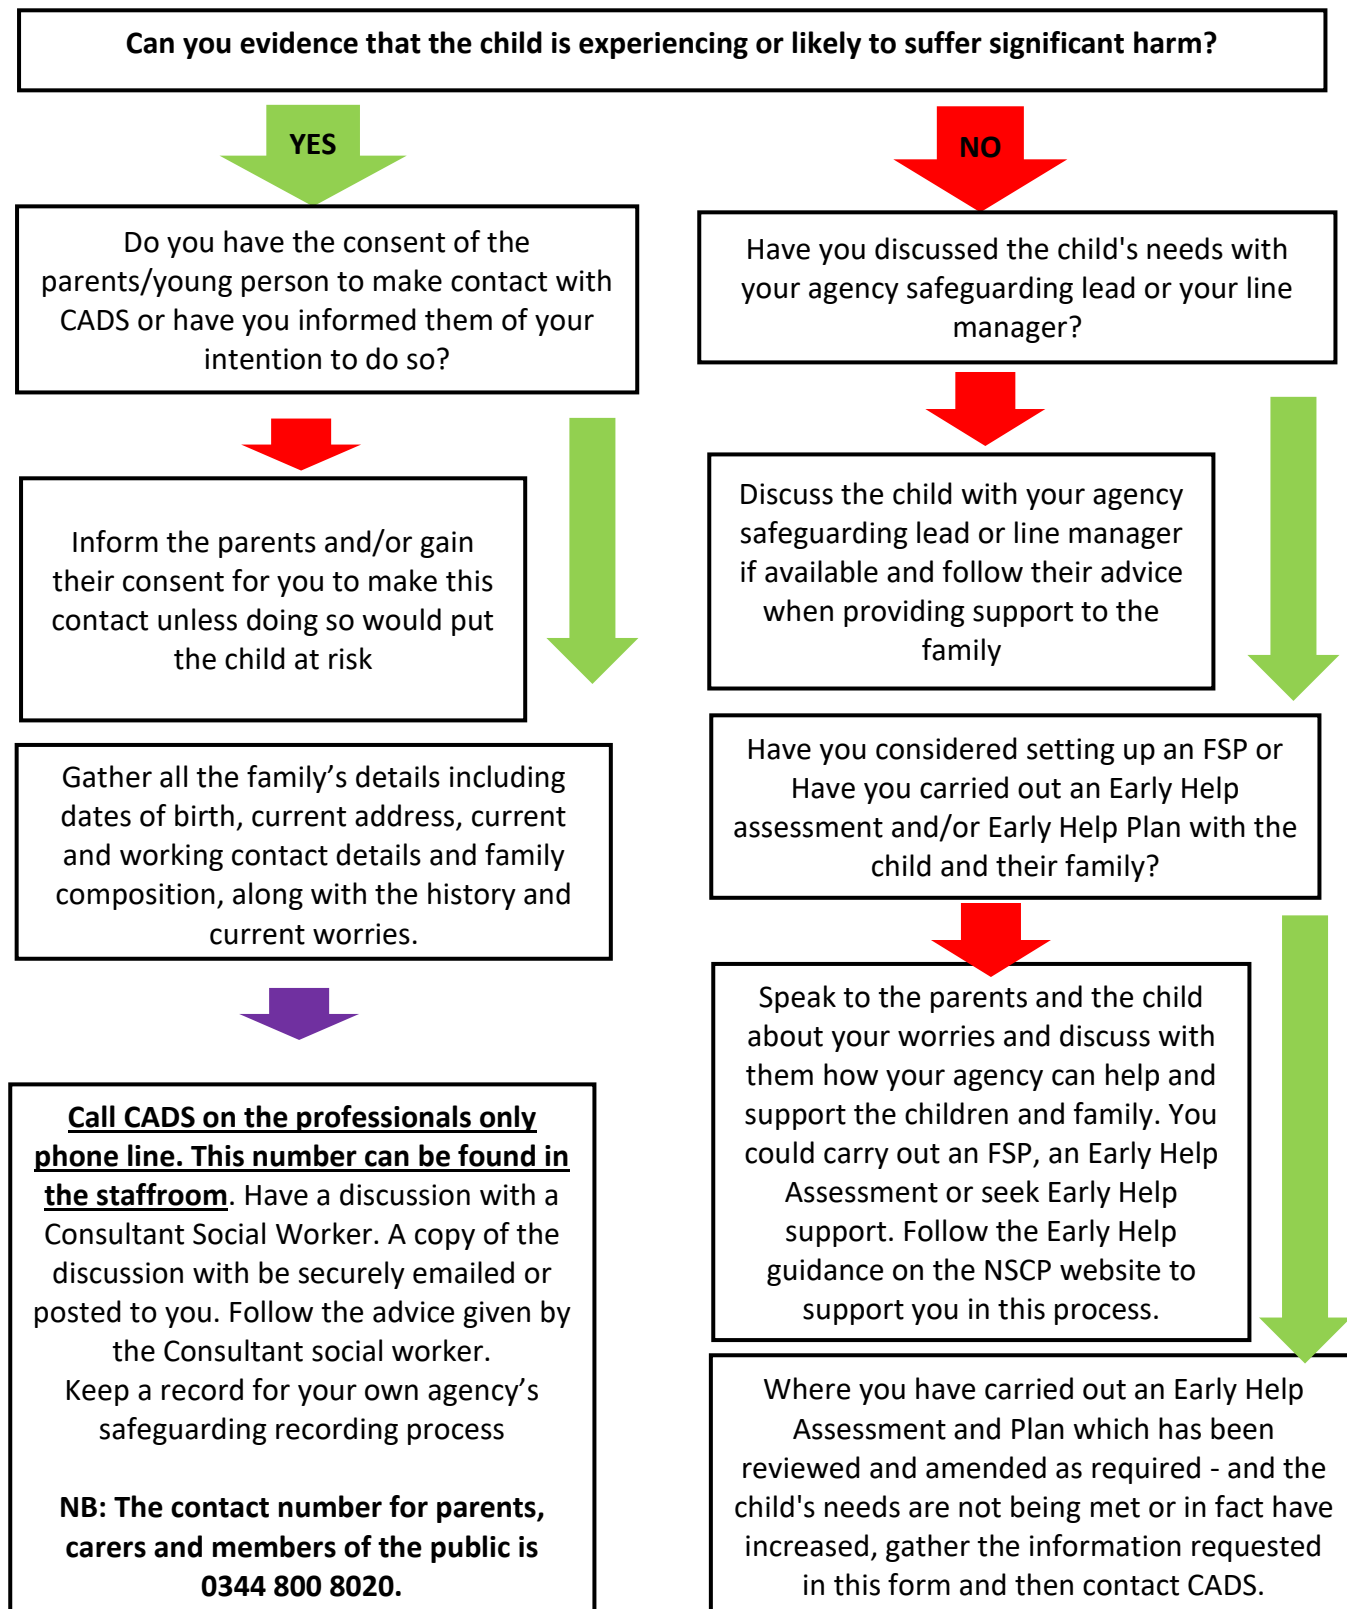 Can you evidence that the child is experiencing or likely to suffer significant harm?
YES
NO
Do you have the consent of the
parents/young person to make contact with
CADS or have you informed them of your
intention to do so?
Have you discussed the child's needs with
your agency safeguarding lead or your line
manager?
Inform the parents and/or gain
their consent for you to make this
contact unless doing so would put
the child at risk
Discuss the child with your agency
safeguarding lead or line manager
if available and follow their advice
when providing support to the
family
Gather all the family’s details including
dates of birth, current address, current
and working contact details and family
composition, along with the history and
current worries.
Have you considered setting up an FSP or
Have you carried out an Early Help
assessment and/or Early Help Plan with the
child and their family?
Call CADS on the professionals only
phone line. This number can be found in
the staffroom. Have a discussion with a
Consultant Social Worker. A copy of the
discussion with be securely emailed or
posted to you. Follow the advice given by
the Consultant social worker.
Keep a record for your own agency’s
safeguarding recording process
NB: The contact number for parents,
carers and members of the public is
0344 800 8020.
Speak to the parents and the child
about your worries and discuss with
them how your agency can help and
support the children and family. You
could carry out an FSP, an Early Help
Assessment or seek Early Help
support. Follow the Early Help
guidance on the NSCP website to
support you in this process.
Where you have carried out an Early Help
Assessment and Plan which has been
reviewed and amended as required - and the
child's needs are not being met or in fact have
increased, gather the information requested
in this form and then contact CADS.